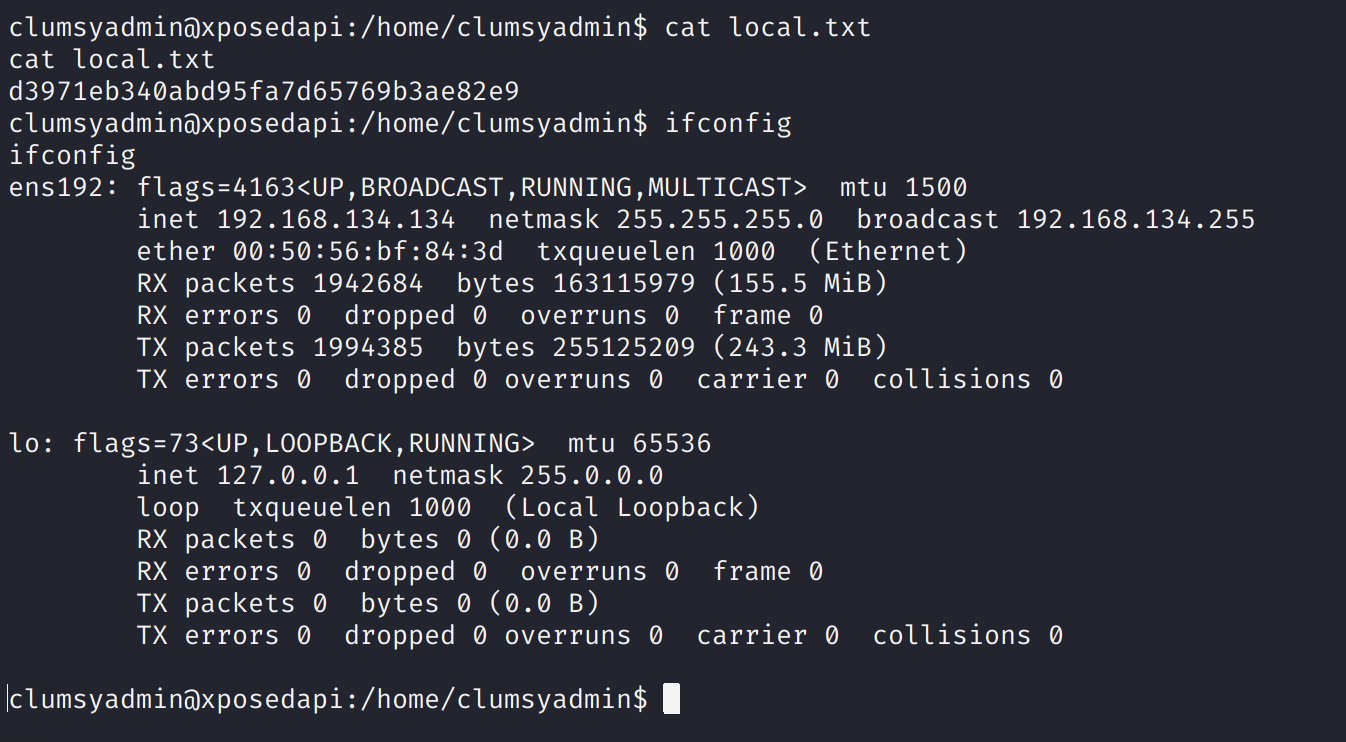 clumsyadmin@xposedapi:/home/clumsyadmin$ cat local.txt
cat local.txt
d3971eb340abd95fa7d65769b3ae82e9
clumsyadmin@xposedapi:/home/clumsyadmin$ ifconfig
ifconfig
ens192: flags=4163<UP,BROADCAST,RUNNING,MULTICAST>  mtu 1500
        inet 192.168.134.134  netmask 255.255.255.0  broadcast 192.168.134.255
        ether 00:50:56:bf:84:3d  txqueuelen 1000  (Ethernet)
        RX packets 1942684  bytes 163115979 (155.5 MiB)
        RX errors 0  dropped 0  overruns 0  frame 0
        TX packets 1994385  bytes 255125209 (243.3 MiB)
        TX errors 0  dropped 0 overruns 0  carrier 0  collisions 0

lo: flags=73<UP,LOOPBACK,RUNNING>  mtu 65536
        inet 127.0.0.1  netmask 255.0.0.0
        loop  txqueuelen 1000  (Local Loopback)
        RX packets 0  bytes 0 (0.0 B)
        RX errors 0  dropped 0  overruns 0  frame 0
        TX packets 0  bytes 0 (0.0 B)
        TX errors 0  dropped 0 overruns 0  carrier 0  collisions 0

clumsyadmin@xposedapi:/home/clumsyadmin$